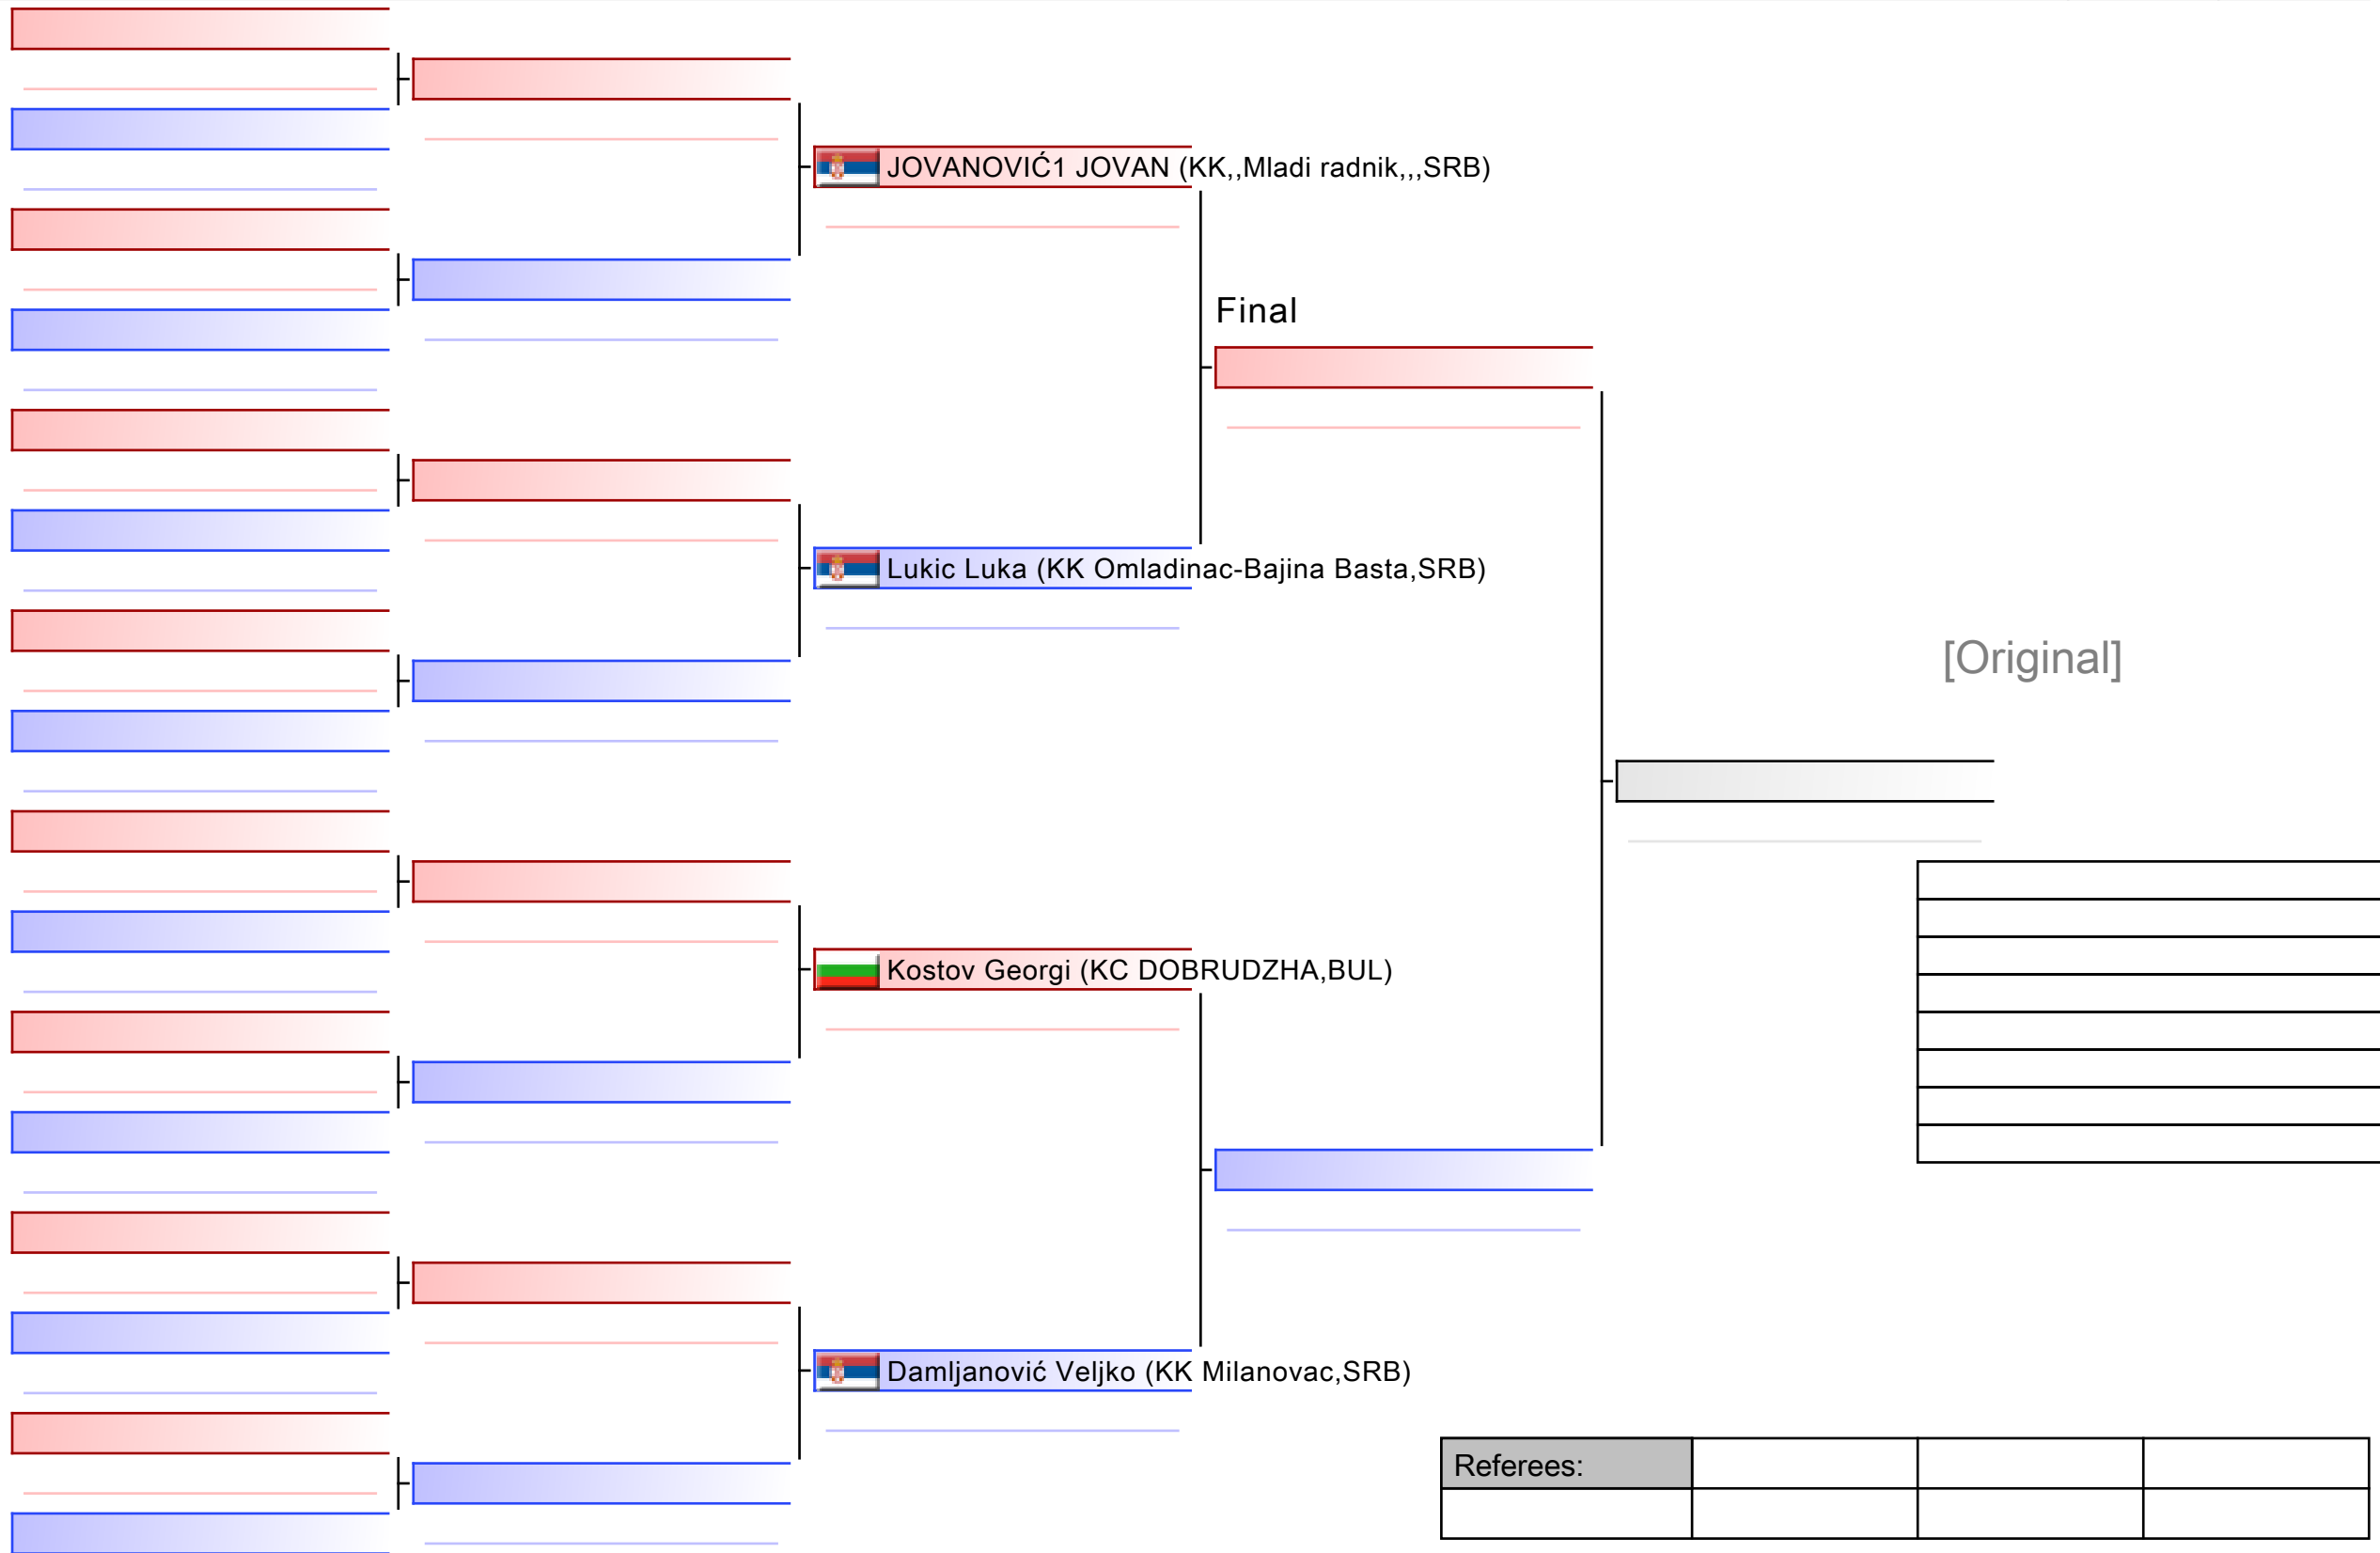 JOVANOVIĆ1 JOVAN (KK,,Mladi radnik,,,SRB)
Final
Lukic Luka (KK Omladinac-Bajina Basta,SRB)
[Original]
Kostov Georgi (KC DOBRUDZHA,BUL)
Damljanović Veljko (KK Milanovac,SRB)
Referees: